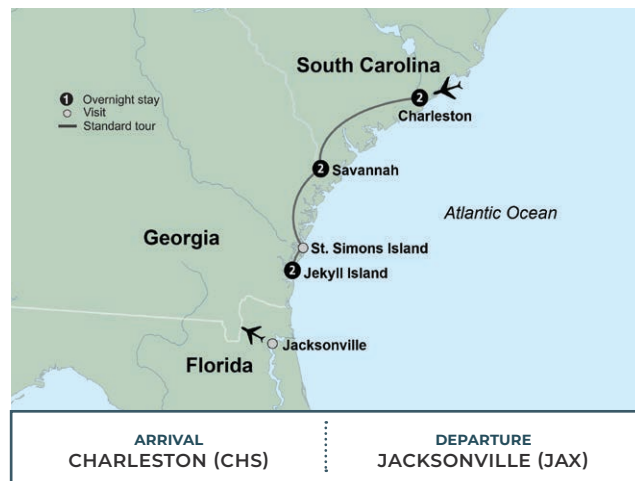 South Carolina
1 Overnight stay
Visit
Standard tour
2
Charleston
2 Savannah
Atlantic Ocean
Georgia
St. Simons Island
2 Jekyll Island
Jacksonville
Florida
ARRIVAL
CHARLESTON (CHS)
DEPARTURE
JACKSONVILLE (JAX)